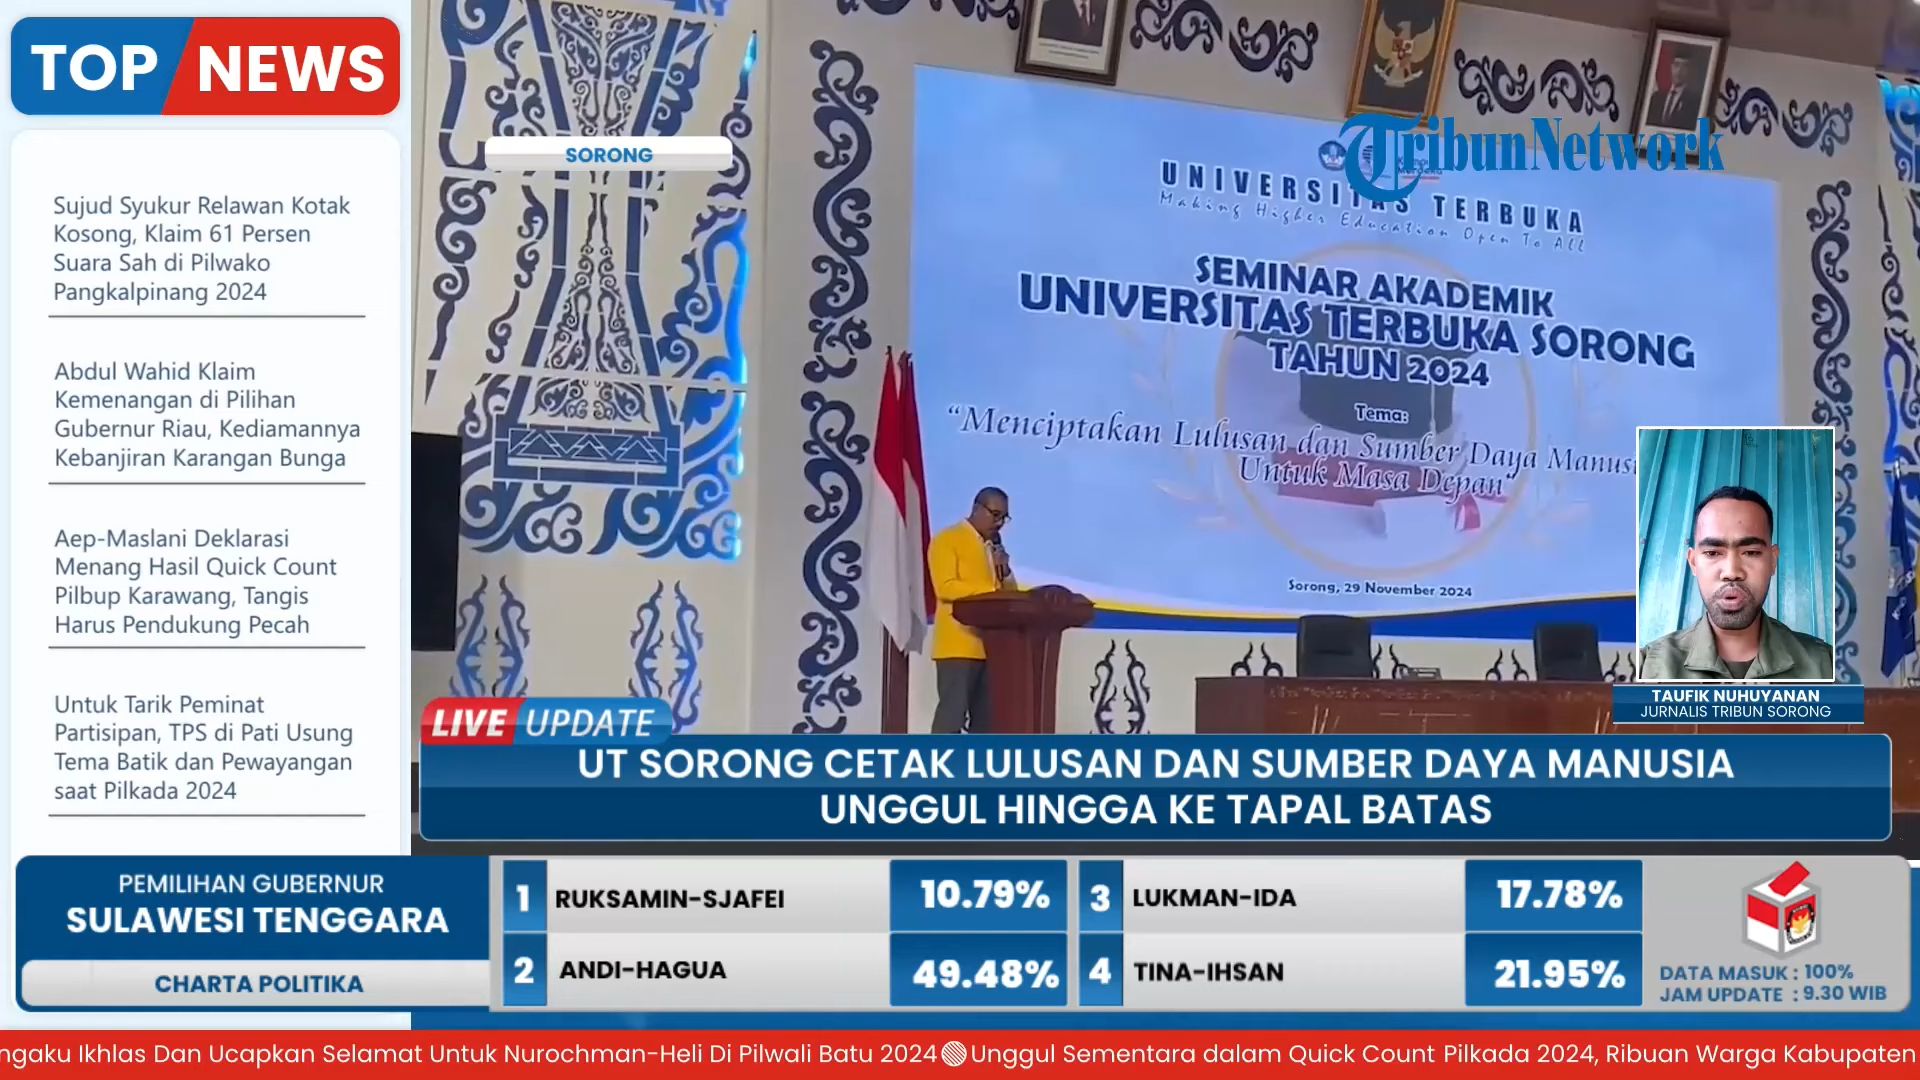 TOP NEWS
Sujud Syukur Relawan Kotak
Kosong, Klaim 61 Persen
Suara Sah di Pilwako
Pangkalpinang 2024
Abdul Wahid Klaim
Kemenangan di Pilihan
Gubernur Riau, Kediamannya
Kebanjiran Karangan Bunga
Aep-Maslani Deklarasi
Menang Hasil Quick Count
Pilbup Karawang, Tangis
Harus Pendukung Pecah
Untuk Tarik Peminat
Partisipan, TPS di Pati Usung
Tema Batik dan Pewayangan
saat Pilkada 2024
SORONG
TribunNetwork
UNIVERSITAS TERBUKA
Making Higher Education Open To All
SEMINAR AKADEMIK
UNIVERSITAS TERBUKA SORONG
TAHUN 2024
Tema:
"Menciptakan Lulusan dan Sumber Daya Manus
Untuk Masa Depan"
Sorong, 29 November 2024
TAUFIK NUHUYANAN
JURNALIS TRIBUN SORONG
LIVE UPDATE
UT SORONG CETAK LULUSAN DAN SUMBER DAYA MANUSIA
UNGGUL HINGGA KE TAPAL BATAS
PEMILIHAN GUBERNUR
SULAWESI TENGGARA
CHARTA POLITIKA
1 RUKSAMIN-SJAFEI 10.79%
2 ANDI-HAGUA 49.48%
3 LUKMAN-IDA 17.78%
4 TINA-IHSAN 21.95%
DATA MASUK : 100%
JAM UPDATE : 9.30 WIB
ngaku Ikhlas Dan Ucapkan Selamat Untuk Nurochman-Heli Di Pilwali Batu 2024 Unggul Sementara dalam Quick Count Pilkada 2024, Ribuan Warga Kabupaten